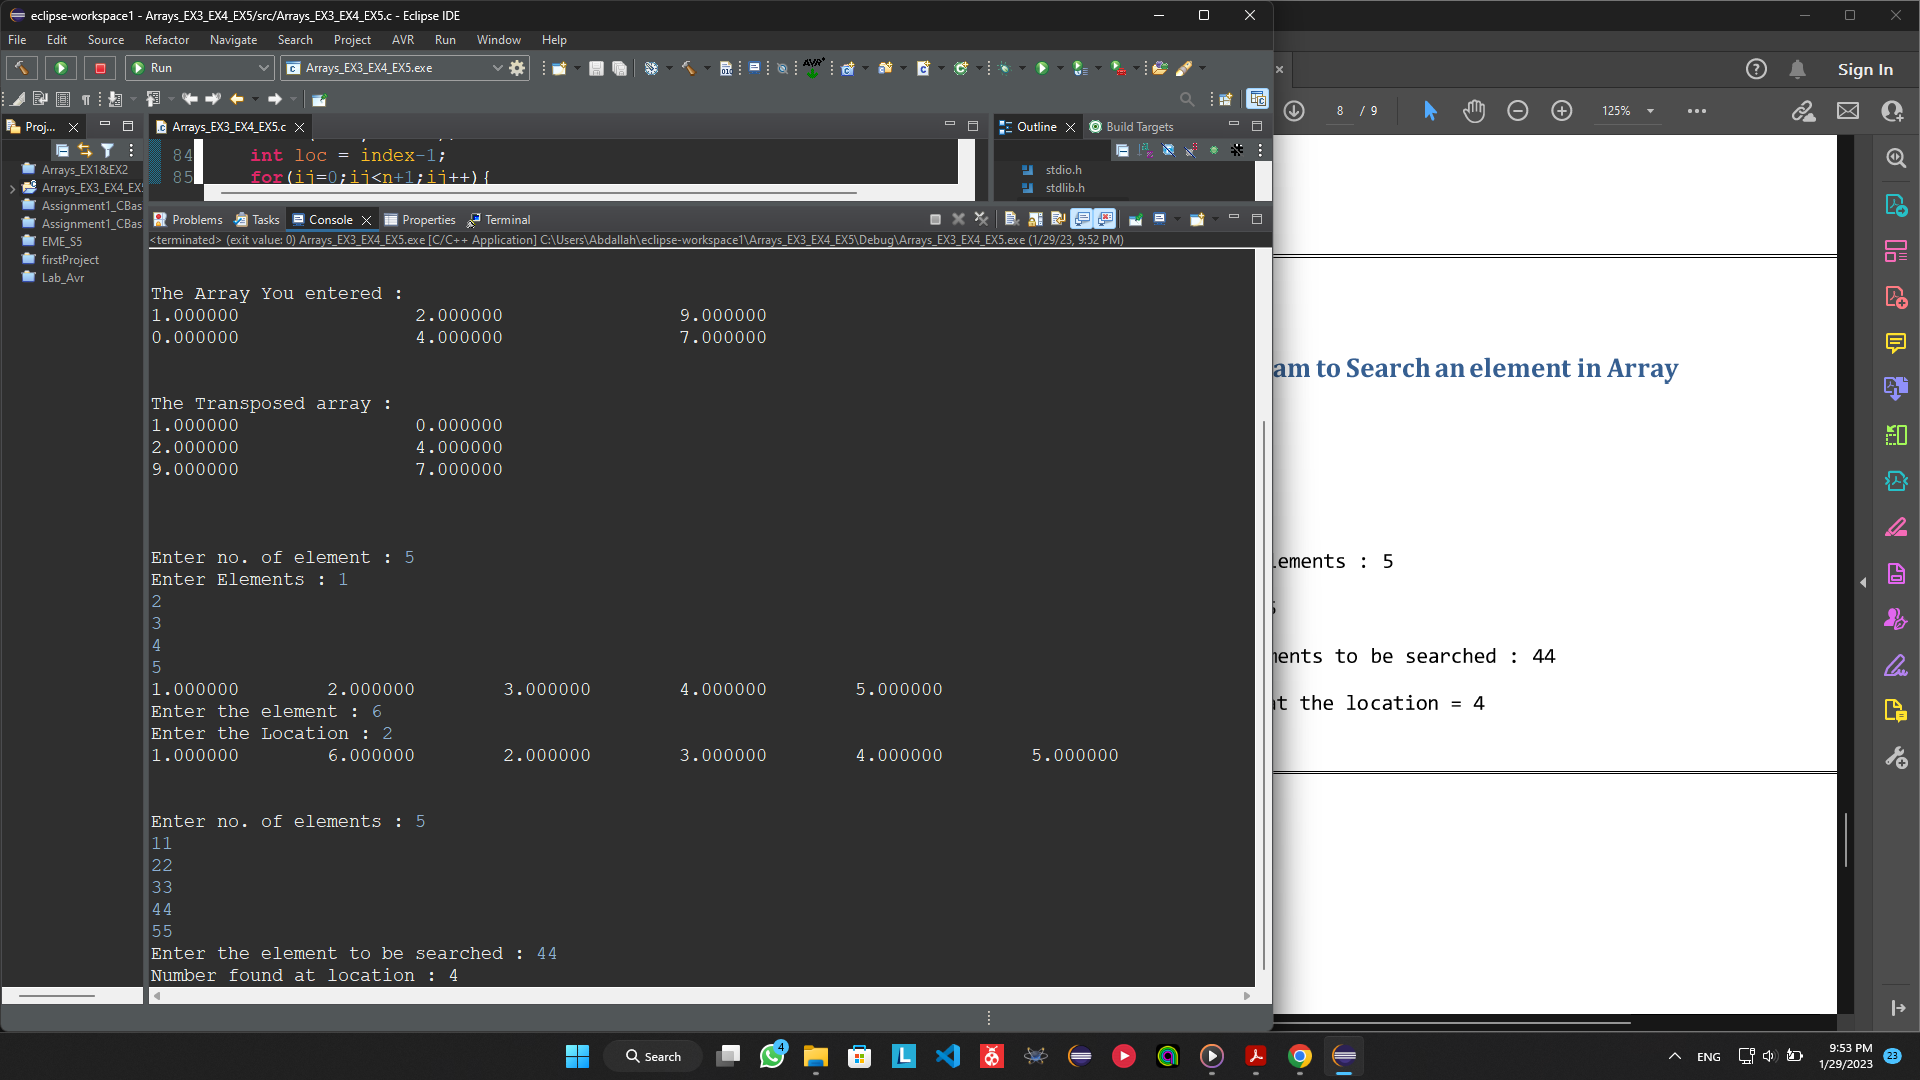 eclipse-workspace1 - Arrays_EX3_EX4_EX5/src/Arrays_EX3_EX4_EX5.c - Eclipse IDE
File Edit Source Refactor Navigate Search Project AVR Run Window Help
Run
Arrays_EX3_EX4_EX5.exe
Proj...
Arrays_EX1&EX2
Arrays_EX3_EX4_EX5
Assignment1_CBas
Assignment1_CBas
EME_S5
firstProject
Lab_Avr
Arrays_EX3_EX4_EX5.c
84 int loc = index-1;
85 for(ij=0;ij<n+1;ij++){
Outline Build Targets
stdio.h
stdlib.h
Problems Tasks Console Properties Terminal
<terminated> (exit value: 0) Arrays_EX3_EX4_EX5.exe [C/C++ Application] C:\Users\Abdallah\eclipse-workspace1\Arrays_EX3_EX4_EX5\Debug\Arrays_EX3_EX4_EX5.exe (1/29/23, 9:52 PM)
The Array You entered :
1.000000 2.000000 9.000000
0.000000 4.000000 7.000000
The Transposed array :
1.000000 0.000000
2.000000 4.000000
9.000000 7.000000
Enter no. of element : 5
Enter Elements : 1
2
3
4
5
1.000000 2.000000 3.000000 4.000000 5.000000
Enter the element : 6
Enter the Location : 2
1.000000 6.000000 2.000000 3.000000 4.000000 5.000000
Enter no. of elements : 5
11
22
33
44
55
Enter the element to be searched : 44
Number found at location : 4
Sign In
8 / 9
125%
am to Search an element in Array
lements : 5
ments to be searched : 44
at the location = 4
Search
4
ENG
9:53 PM
1/29/2023
23